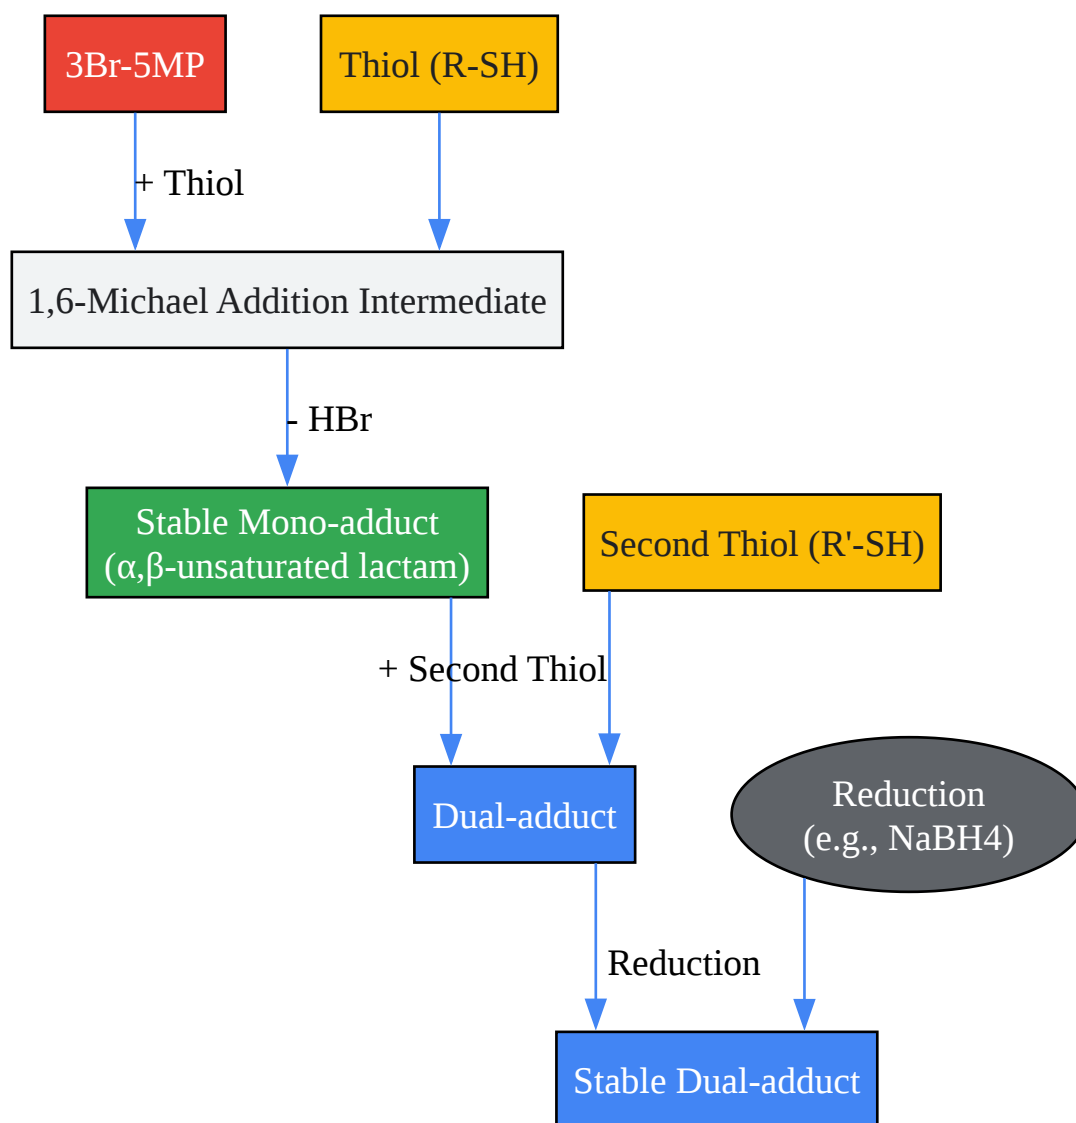 3Br-5MP
Thiol (R-SH)
+ Thiol
1,6-Michael Addition Intermediate
- HBr
Stable Mono-adduct
(α,β-unsaturated lactam)
Second Thiol (R'-SH)
+ Second Thiol
Dual-adduct
Reduction
(e.g., NaBH4)
Reduction
Stable Dual-adduct